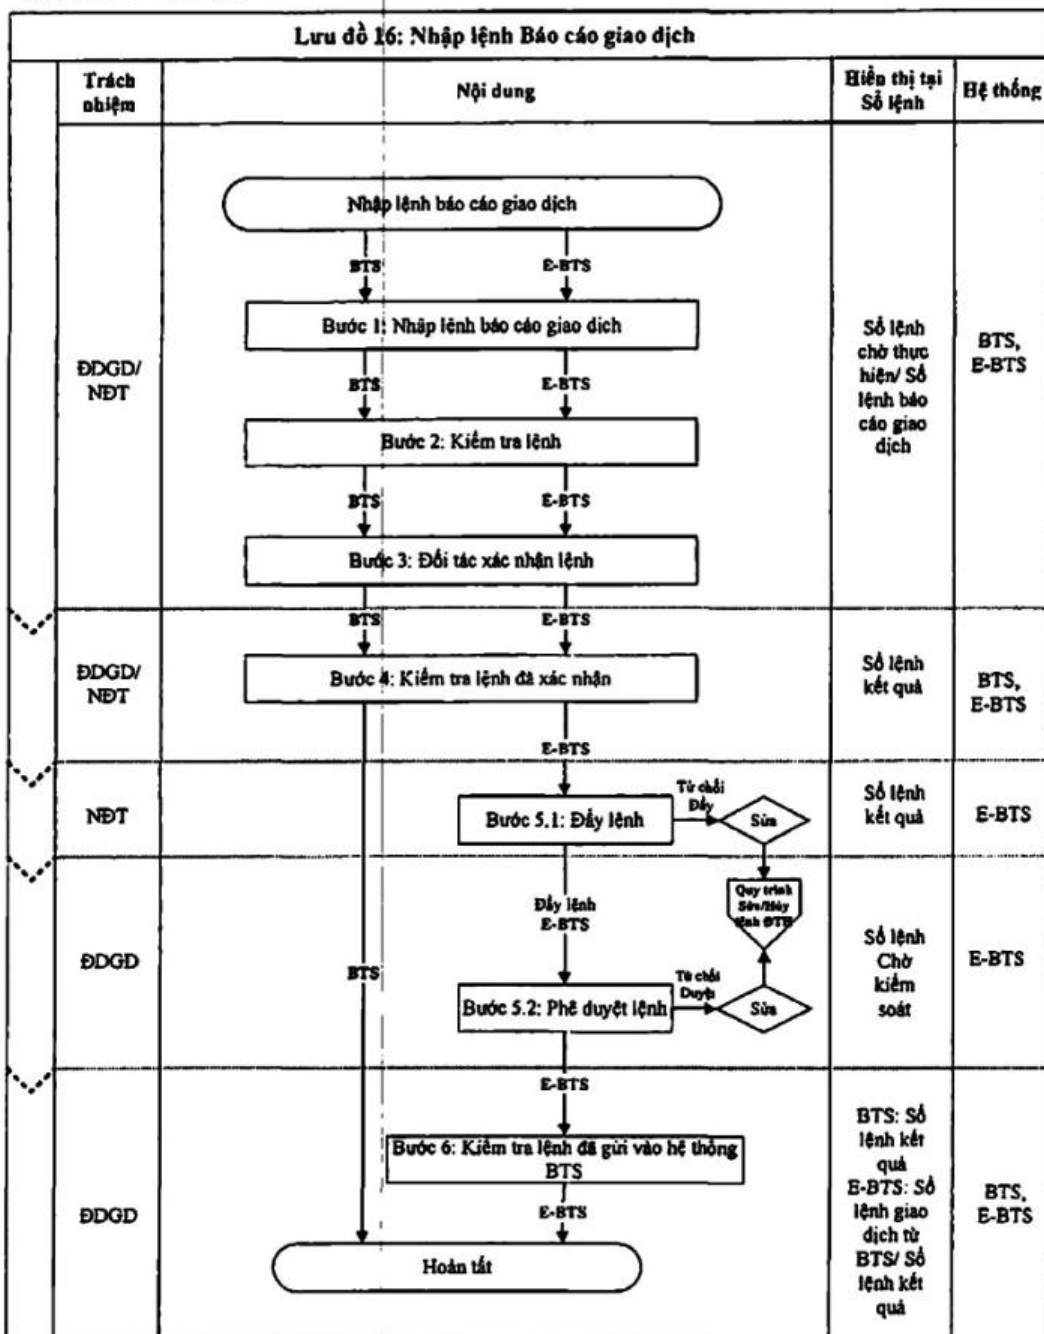 Lưu đồ 16: Nhập lệnh Báo cáo giao dịch
Trách
nhiệm
Nội dung
Hiển thị tại
Sổ lệnh
Hệ thống
Nhập lệnh báo cáo giao dịch
BTS
E-BTS
Bước 1: Nhập lệnh báo cáo giao dịch
BTS
E-BTS
Bước 2: Kiểm tra lệnh
BTS
E-BTS
Bước 3: Đối tác xác nhận lệnh
ĐDGD/
NĐT
Sổ lệnh
chờ thực
hiện/ Sổ
lệnh báo
cáo giao
dịch
BTS,
E-BTS
BTS
E-BTS
ĐDGD/
NĐT
Bước 4: Kiểm tra lệnh đã xác nhận
Sổ lệnh
kết quả
BTS,
E-BTS
E-BTS
NĐT
Bước 5.1: Đẩy lệnh
Từ chối
Đẩy
Sửa
Sổ lệnh
kết quả
E-BTS
Quy trình
Sửa/Hủy
lệnh ĐTH
Đẩy lệnh
E-BTS
ĐDGD
BTS
Bước 5.2: Phê duyệt lệnh
Từ chối
Duyệt
Sửa
Sổ lệnh
Chờ
kiểm
soát
E-BTS
E-BTS
Bước 6: Kiểm tra lệnh đã gửi vào hệ thống
BTS
E-BTS
ĐDGD
Hoàn tất
BTS: Sổ
lệnh kết
quả
E-BTS: Sổ
lệnh giao
dịch từ
BTS/ Sổ
lệnh kết
quả
BTS,
E-BTS